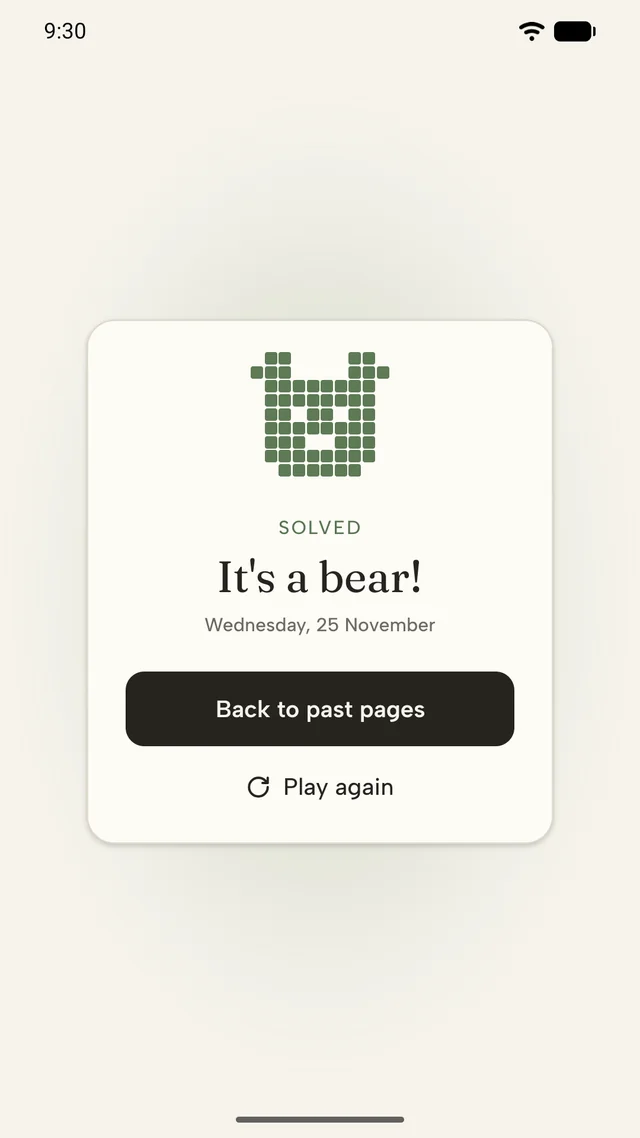 9:30
SOLVED
It's a bear!
Wednesday, 25 November
Back to past pages
Play again